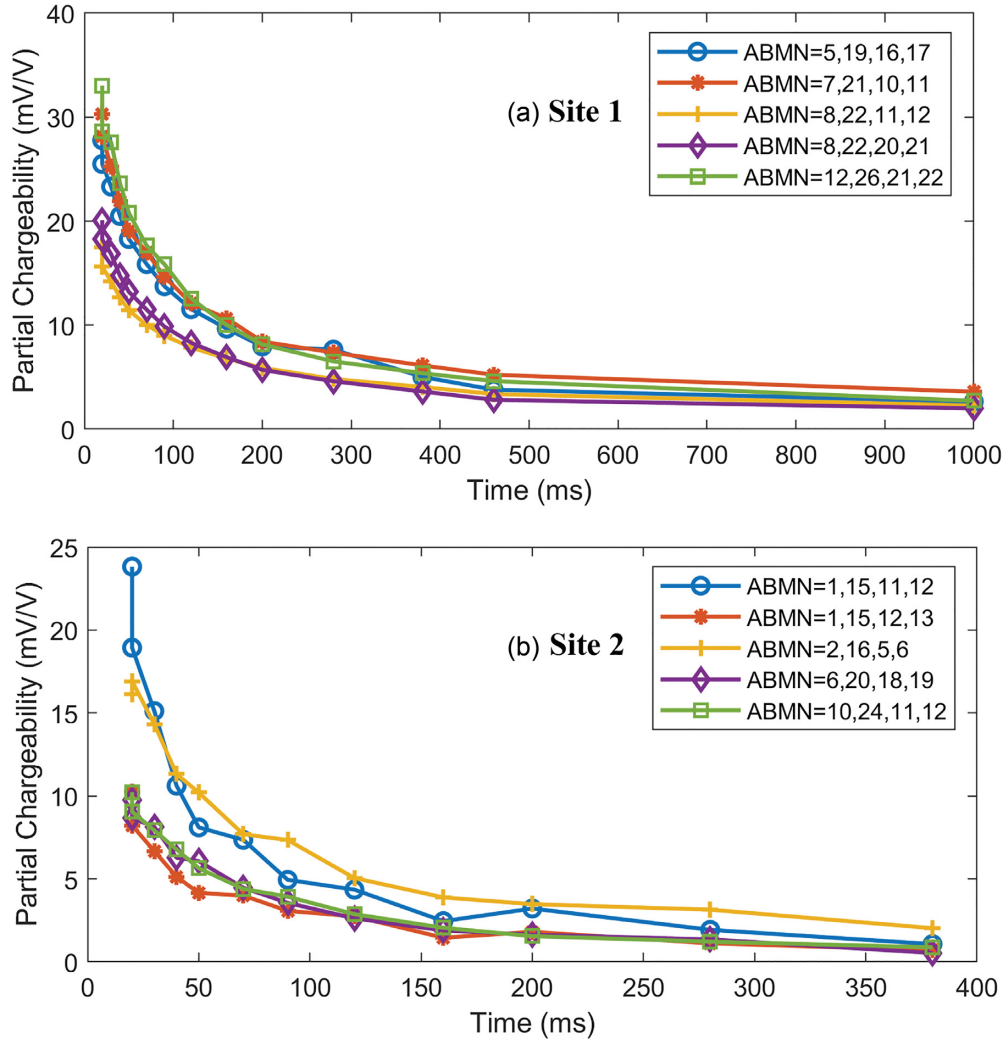 40
30
20
10
0
Partial Chargeability (mV/V)
(a) Site 1
ABMN=5,19,16,17
ABMN=7,21,10,11
ABMN=8,22,11,12
ABMN=8,22,20,21
ABMN=12,26,21,22
0 100 200 300 400 500 600 700 800 900 1000
Time (ms)
25
20
15
10
5
0
Partial Chargeability (mV/V)
(b) Site 2
ABMN=1,15,11,12
ABMN=1,15,12,13
ABMN=2,16,5,6
ABMN=6,20,18,19
ABMN=10,24,11,12
0 50 100 150 200 250 300 350 400
Time (ms)